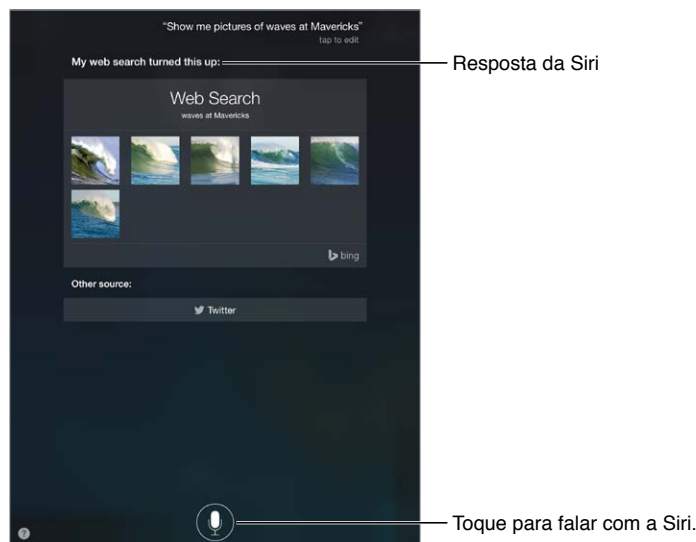 “Show me pictures of waves at Mavericks”
tap to edit
My web search turned this up:
Resposta da Siri
Web Search
waves at Mavericks
bing
Other source:
Twitter
?
Toque para falar com a Siri.